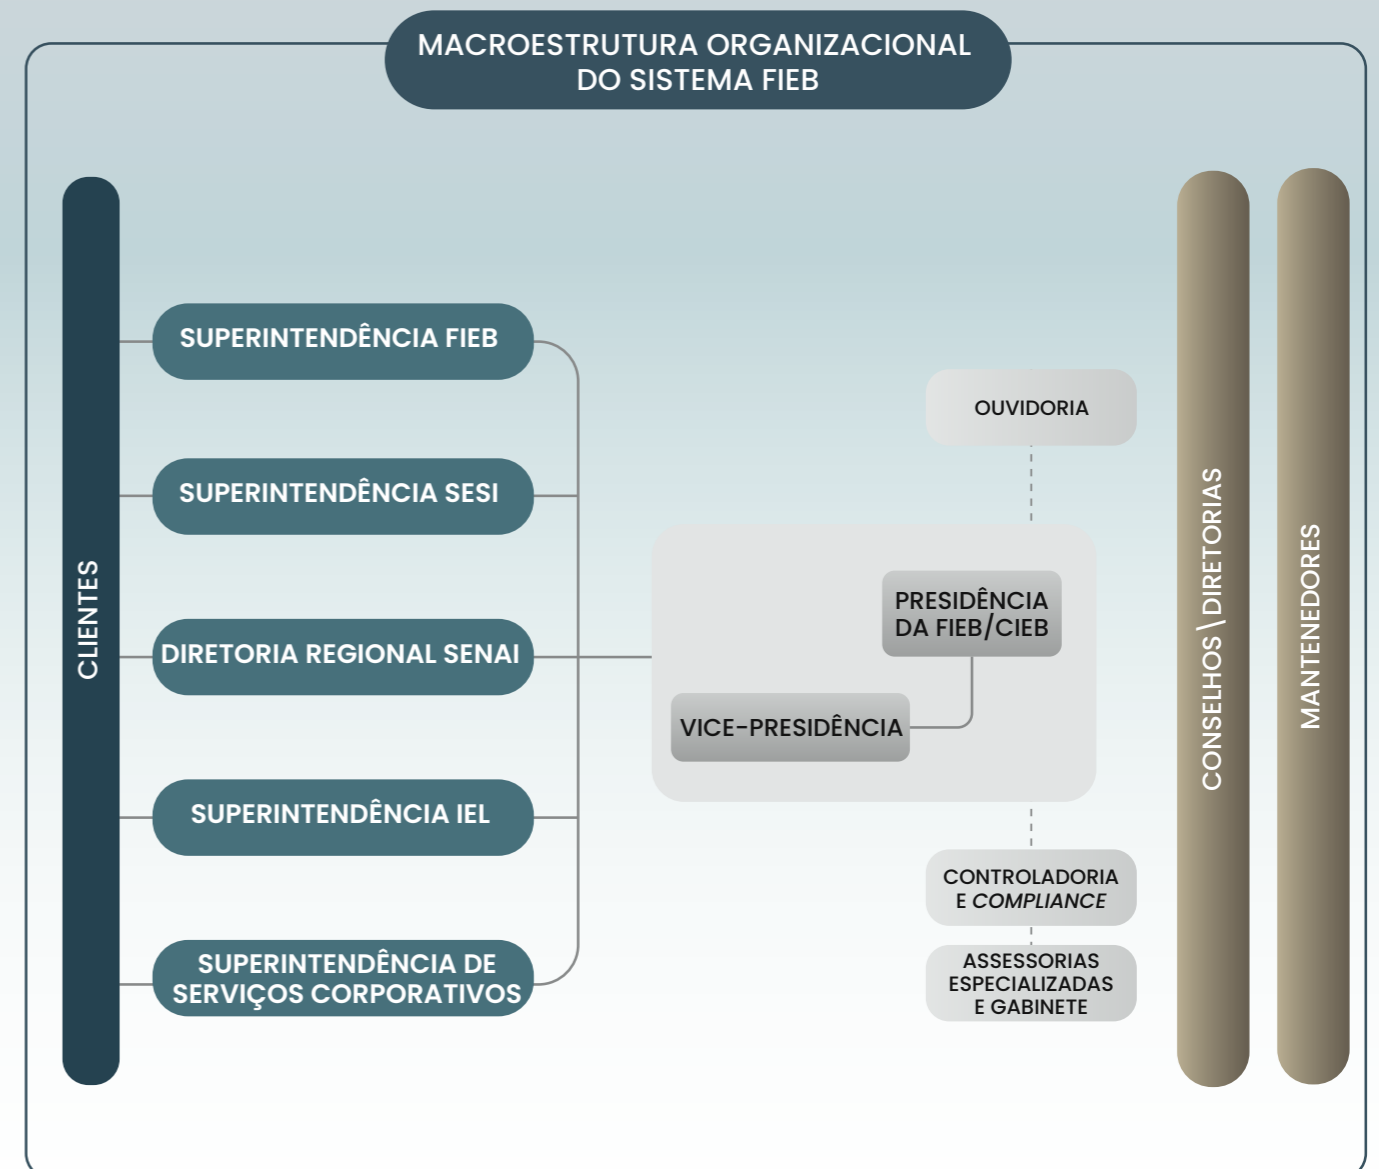 MACROESTRUTURA ORGANIZACIONAL
DO SISTEMA FIEB
CLIENTES
SUPERINTENDÊNCIA FIEB
SUPERINTENDÊNCIA SESI
DIRETORIA REGIONAL SENAI
SUPERINTENDÊNCIA IEL
SUPERINTENDÊNCIA DE
SERVIÇOS CORPORATIVOS
OUVIDORIA
PRESIDÊNCIA
DA FIEB/CIEB
VICE-PRESIDÊNCIA
CONTROLADORIA
E COMPLIANCE
ASSESSORIAS
ESPECIALIZADAS
E GABINETE
CONSELHOS \ DIRETORIAS
MANTENEDORES